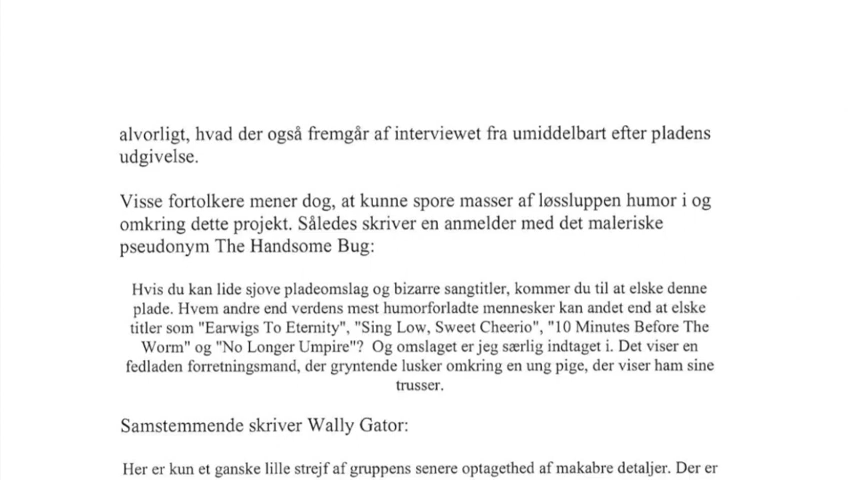 alvorligt, hvad der også fremgår af interviewet fra umiddelbart efter pladens
udgivelse.
Visse fortolkere mener dog, at kunne spore masser af løssluppen humor i og
omkring dette projekt. Således skriver en anmelder med det maleriske
pseudonym The Handsome Bug:
Hvis du kan lide sjove pladeomslag og bizarre sangtitler, kommer du til at elske denne
plade. Hvem andre end verdens mest humorforladte mennesker kan andet end at elske
titler som "Earwigs To Eternity", "Sing Low, Sweet Cheerio", "10 Minutes Before The
Worm" og "No Longer Umpire"? Og omslaget er jeg særlig indtaget i. Det viser en
fedladen forretningsmand, der gryntende lusker omkring en ung pige, der viser ham sine
trusser.
Samstemmende skriver Wally Gator:
Her er kun et ganske lille strejf af gruppens senere optagethed af makabre detaljer. Der er